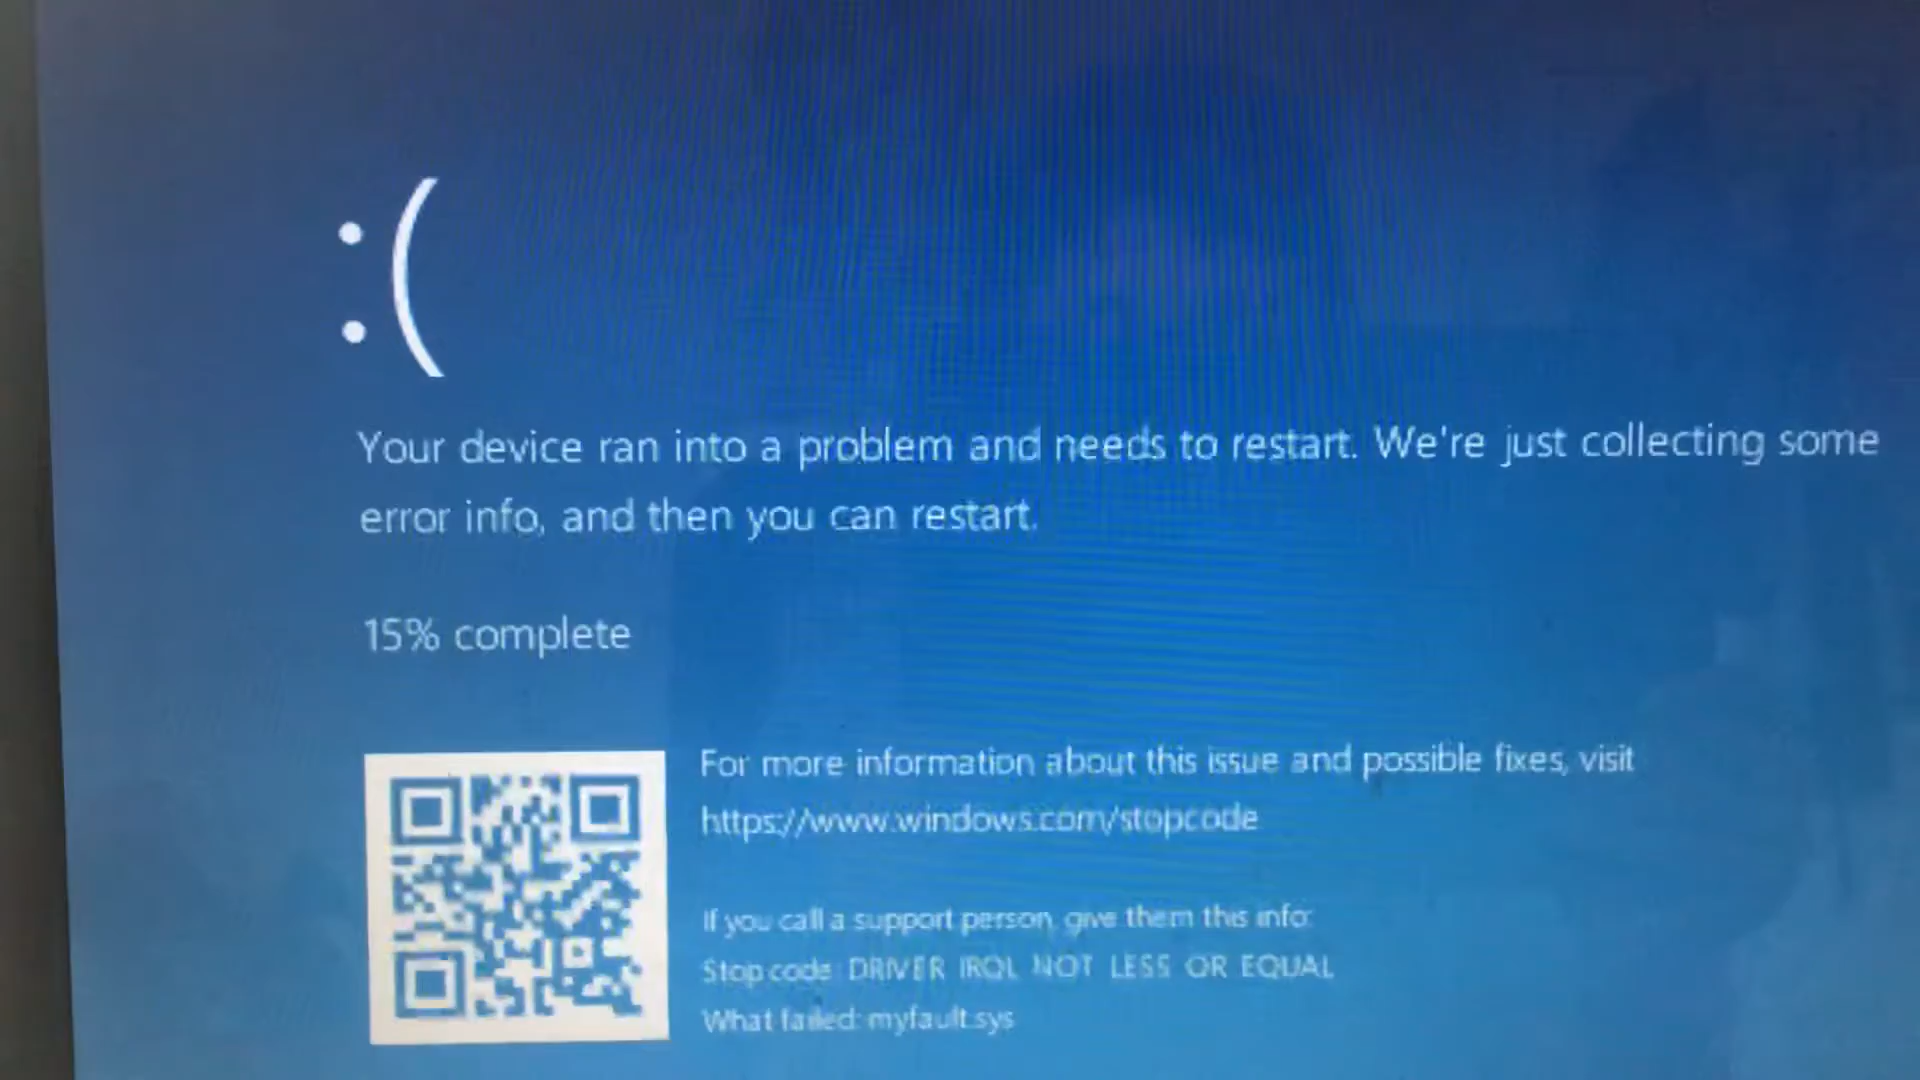 :(
Your device ran into a problem and needs to restart. We're just collecting some
error info, and then you can restart.
15% complete
For more information about this issue and possible fixes, visit
https://www.windows.com/stopcode
If you call a support person, give them this info:
Stop code: DRIVER IRQL NOT LESS OR EQUAL
What failed: myfault.sys